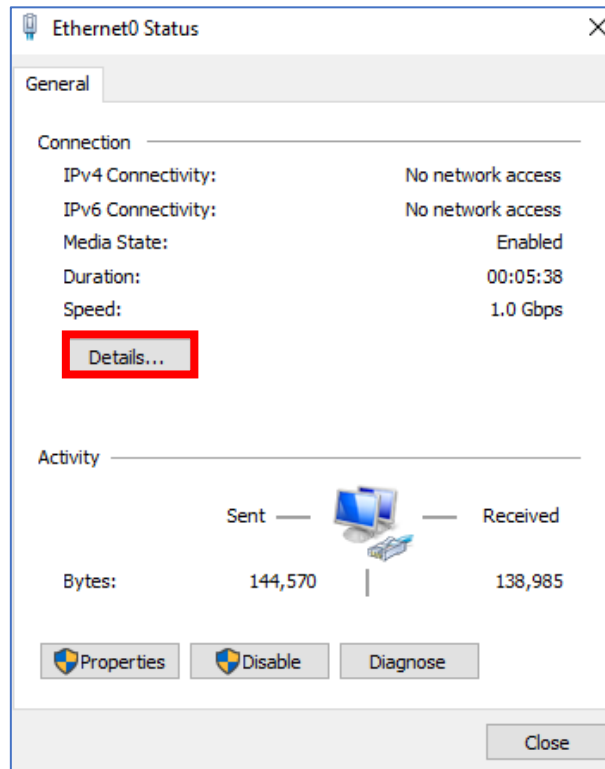 Ethernet0 Status
General
Connection
IPv4 Connectivity: No network access
IPv6 Connectivity: No network access
Media State: Enabled
Duration: 00:05:38
Speed: 1.0 Gbps
Details...
Activity
Sent Received
Bytes: 144,570 138,985
Properties Disable Diagnose
Close